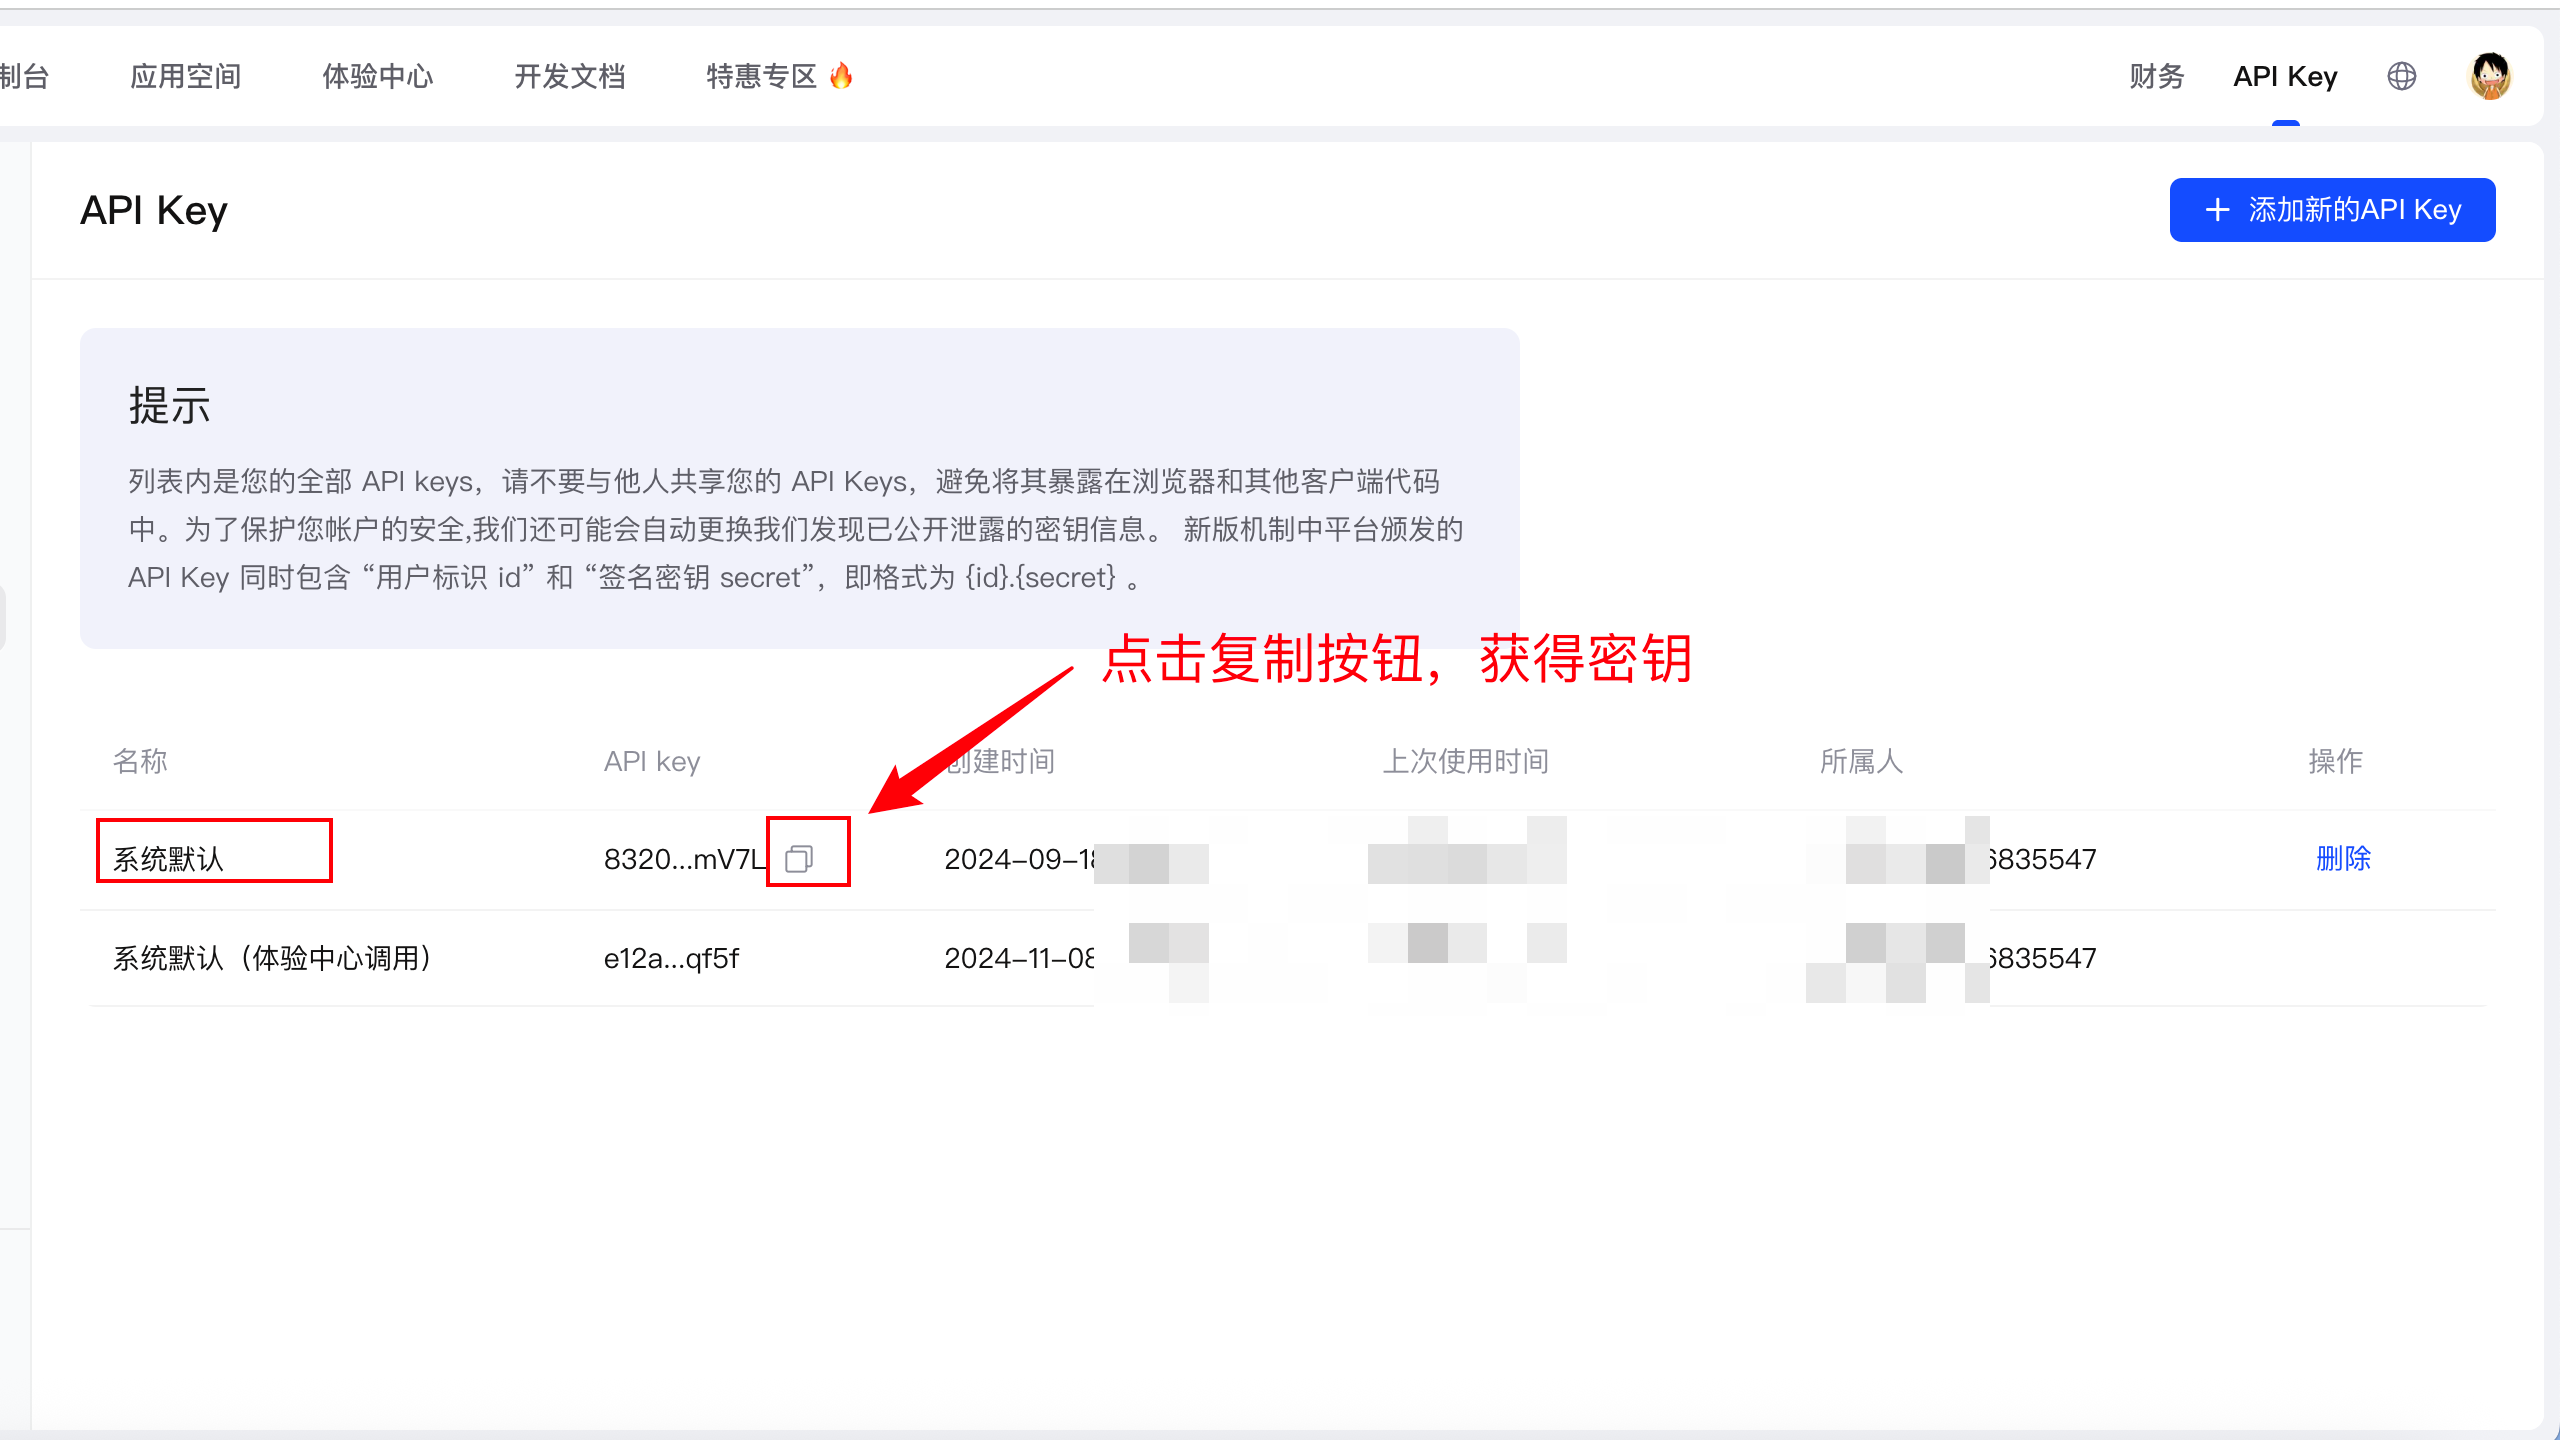 制台 应用空间 体验中心 开发文档 特惠专区 财务 API Key
API Key
添加新的API Key
提示
列表内是您的全部 API keys，请不要与他人共享您的 API Keys，避免将其暴露在浏览器和其他客户端代码
中。为了保护您帐户的安全,我们还可能会自动更换我们发现已公开泄露的密钥信息。 新版机制中平台颁发的
API Key 同时包含 “用户标识 id” 和 “签名密钥 secret”，即格式为 {id}.{secret} 。
点击复制按钮，获得密钥
名称 API key 创建时间 上次使用时间 所属人 操作
系统默认 8320...mV7L 2024-09-18 6835547 删除
系统默认（体验中心调用） e12a...qf5f 2024-11-08 6835547